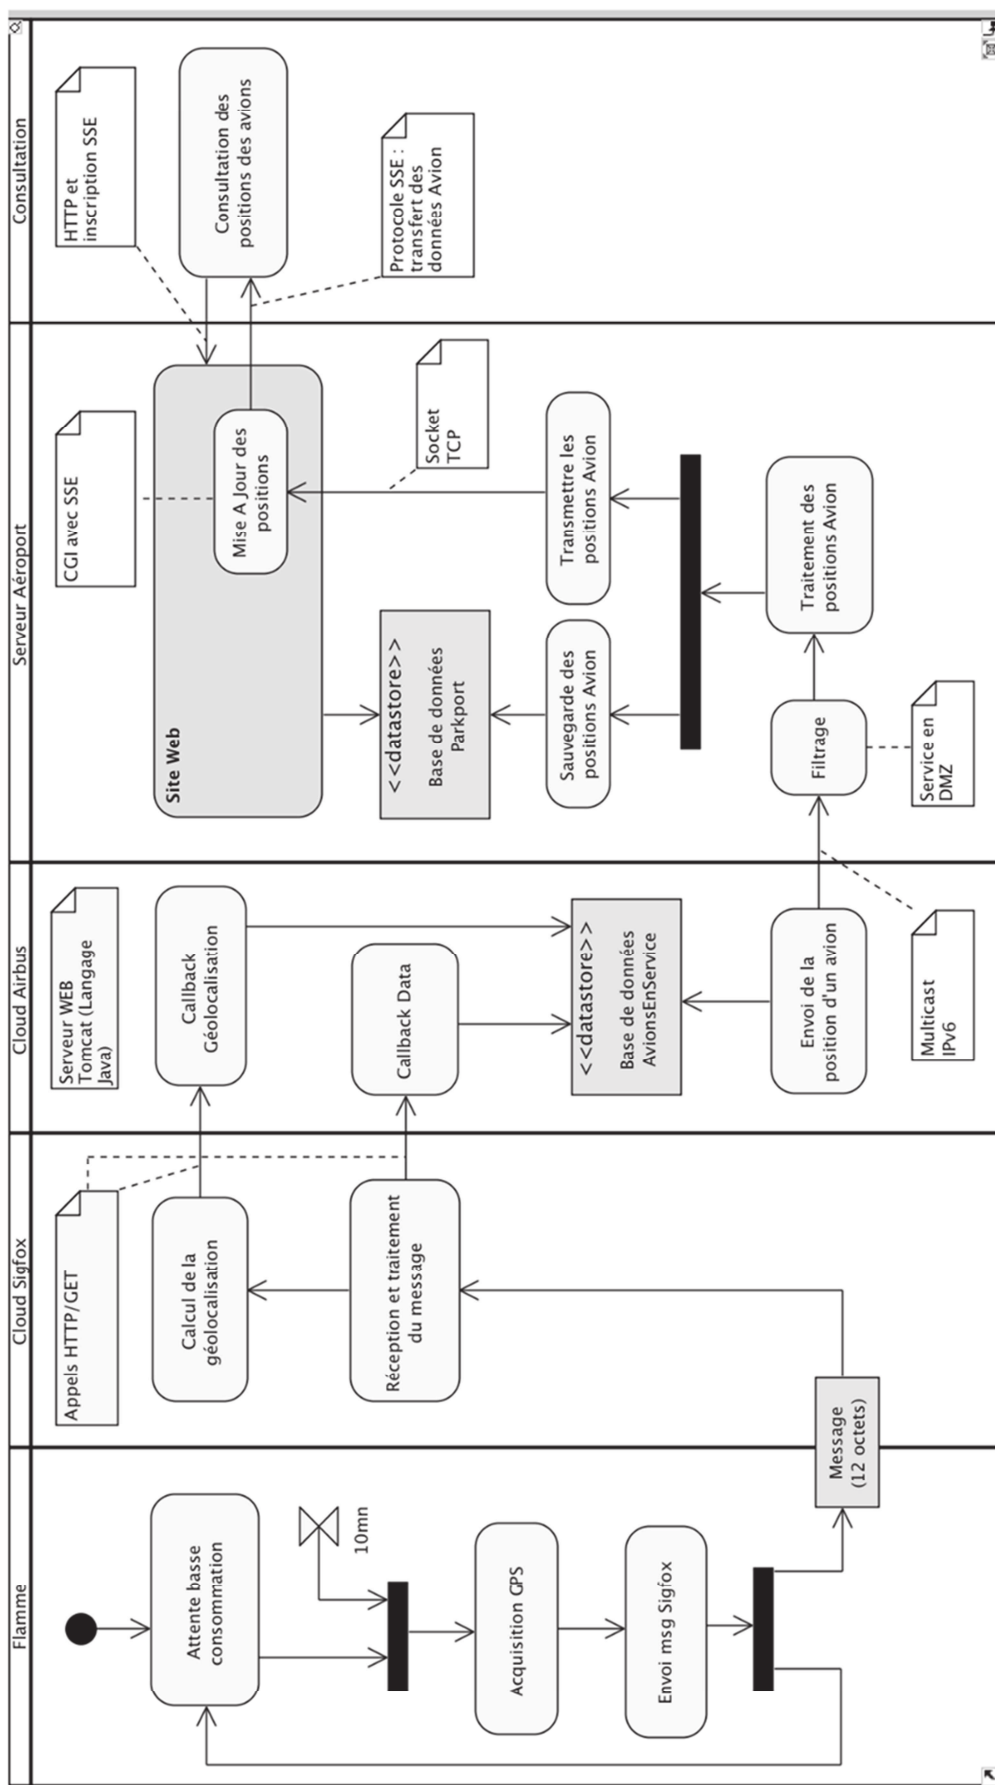 Flamme
Attente basse
consommation
10mn
Acquisition GPS
Envoi msg Sigfox
Message
(12 octets)
Cloud Sigfox
Appels HTTP/GET
Calcul de la
géolocalisation
Réception et traitement
du message
Cloud Airbus
Serveur WEB
Tomcat (Langage
Java)
Callback
Géolocalisation
Callback Data
<<datastore>>
Base de données
AvionsEnService
Envoi de la
position d'un avion
Multicast
IPv6
Serveur Aéroport
CGI avec SSE
Site Web
Mise A Jour des
positions
Socket
TCP
<<datastore>>
Base de données
Parkport
Sauvegarde des
positions Avion
Transmettre les
positions Avion
Filtrage
Traitement des
positions Avion
Service en
DMZ
Consultation
HTTP et
inscription SSE
Consultation des
positions des avions
Protocole SSE :
transfert des
données Avion